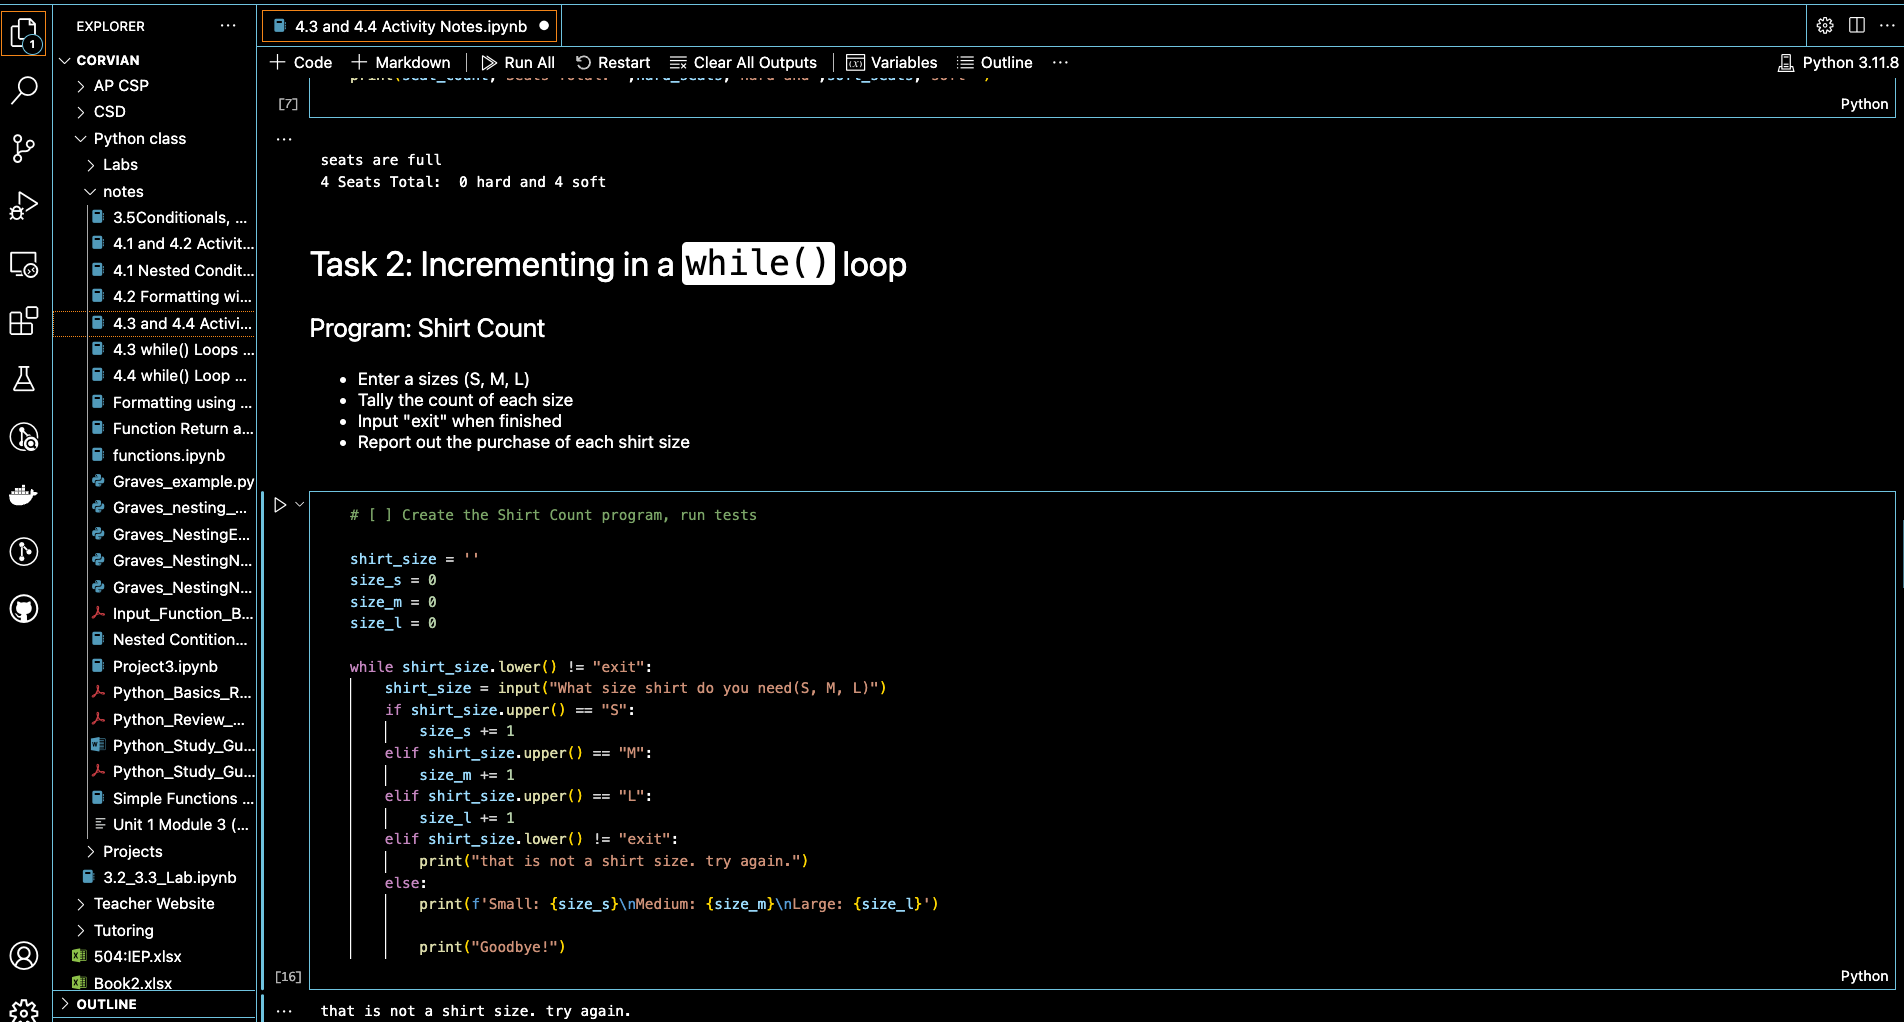 EXPLORER
CORVIAN
AP CSP
CSD
Python class
Labs
notes
3.5Conditionals, ...
4.1 and 4.2 Activit...
4.1 Nested Condit...
4.2 Formatting wi...
4.3 and 4.4 Activi...
4.3 while() Loops ...
4.4 while() Loop ...
Formatting using ...
Function Return a...
functions.ipynb
Graves_example.py
Graves_nesting_...
Graves_NestingE...
Graves_NestingN...
Graves_NestingN...
Input_Function_B...
Nested Contition...
Project3.ipynb
Python_Basics_R...
Python_Review_...
Python_Study_Gu...
Python_Study_Gu...
Simple Functions ...
Unit 1 Module 3 (...
Projects
3.2_3.3_Lab.ipynb
Teacher Website
Tutoring
504:IEP.xlsx
Book2.xlsx
OUTLINE
1
4.3 and 4.4 Activity Notes.ipynb
Code Markdown Run All Restart Clear All Outputs Variables Outline ... Python 3.11.8
print(seat_count,"Seats Total: ",hard_seats,"hard and",soft_seats,"soft" )
[7] Python
...
seats are full
4 Seats Total:  0 hard and 4 soft
Task 2: Incrementing in a while() loop
Program: Shirt Count
• Enter a sizes (S, M, L)
• Tally the count of each size
• Input "exit" when finished
• Report out the purchase of each shirt size
# [ ] Create the Shirt Count program, run tests
shirt_size = ''
size_s = 0
size_m = 0
size_l = 0
while shirt_size.lower() != "exit":
    shirt_size = input("What size shirt do you need(S, M, L)")
    if shirt_size.upper() == "S":
        size_s += 1
    elif shirt_size.upper() == "M":
        size_m += 1
    elif shirt_size.upper() == "L":
        size_l += 1
    elif shirt_size.lower() != "exit":
        print("that is not a shirt size. try again.")
    else:
        print(f'Small: {size_s}\nMedium: {size_m}\nLarge: {size_l}')
        print("Goodbye!")
[16] Python
...
that is not a shirt size. try again.